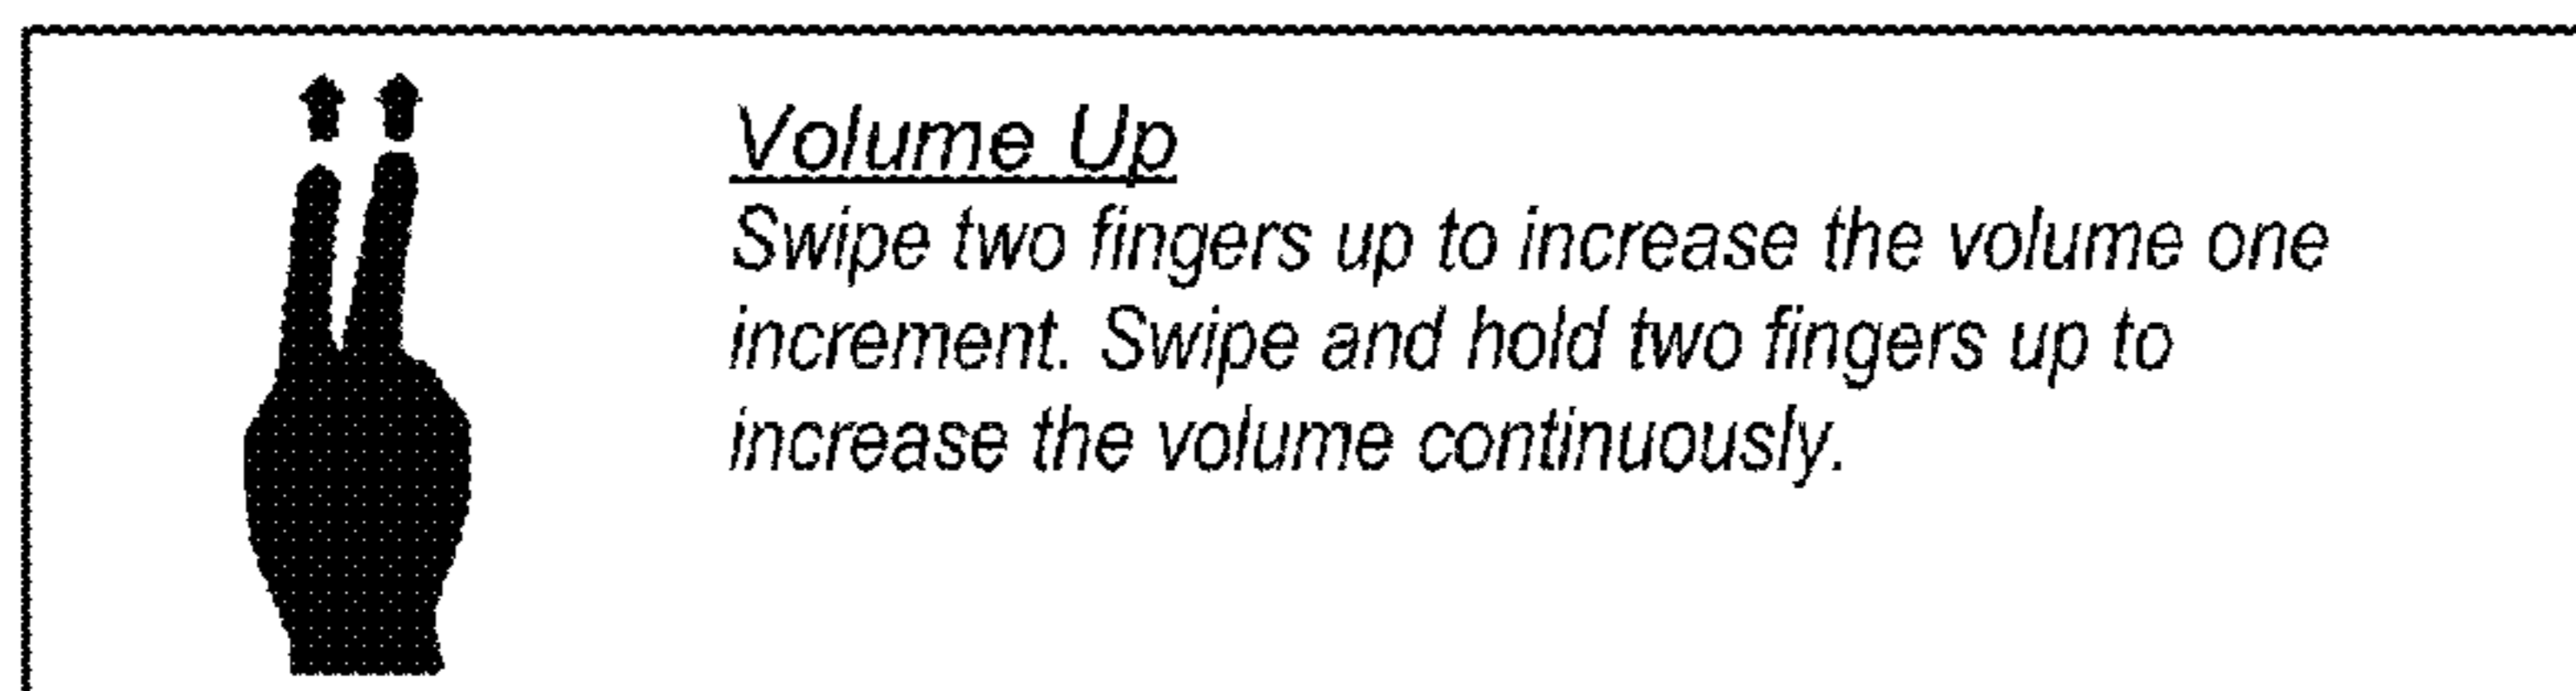 Volume Up
Swipe two fingers up to increase the volume one
increment. Swipe and hold two fingers up to
increase the volume continuously.